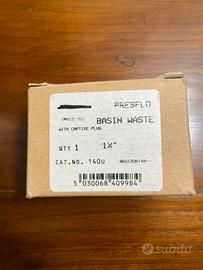 PRESFLO
BASIN WASTE
WITH CAPTIVE PLUG
QTY 1 1¼"
CAT.NO. 140U
5 030068 409984
subito